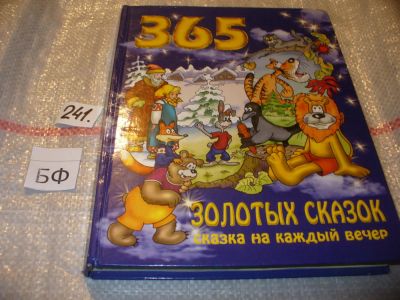 365
241.
БФ
ЗОЛОТЫХ СКАЗОК
сказка на каждый вечер